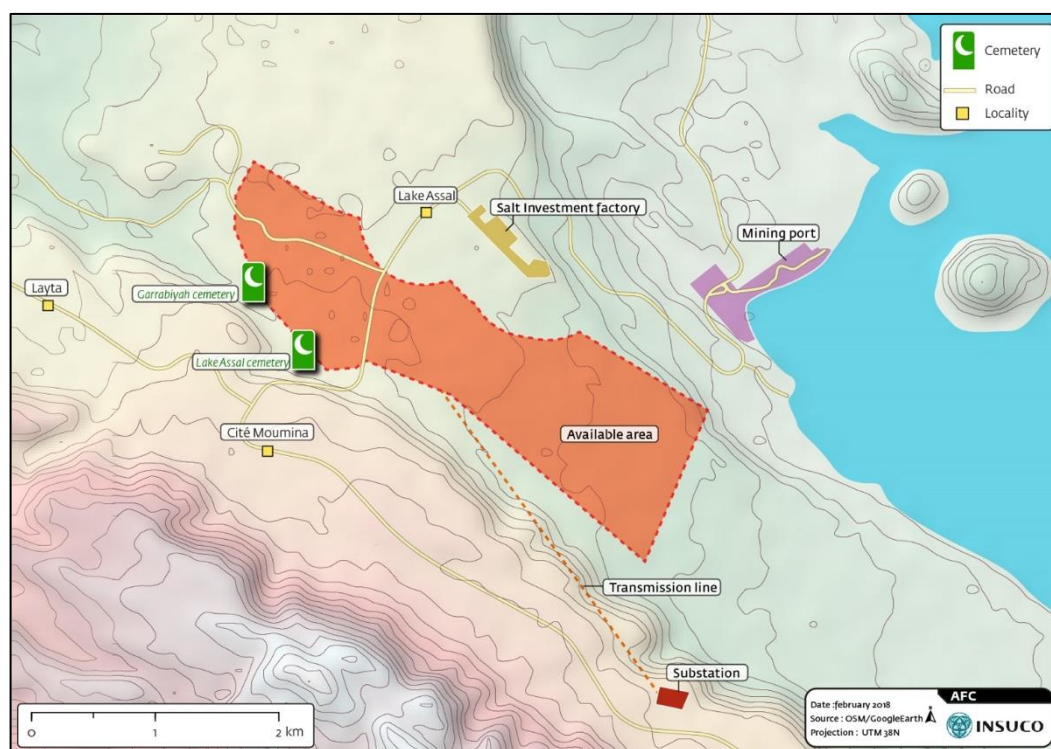 Cemetery
Road
Locality
Lake Assal
Salt Investment factory
Mining port
Layta
Garrabiyah cemetery
Lake Assal cemetery
Cité Moumina
Available area
Transmission line
Substation
0 1 2 km
Date :february 2018
Source : OSM/GoogleEarth
Projection : UTM 38N
AFC
INSUCO